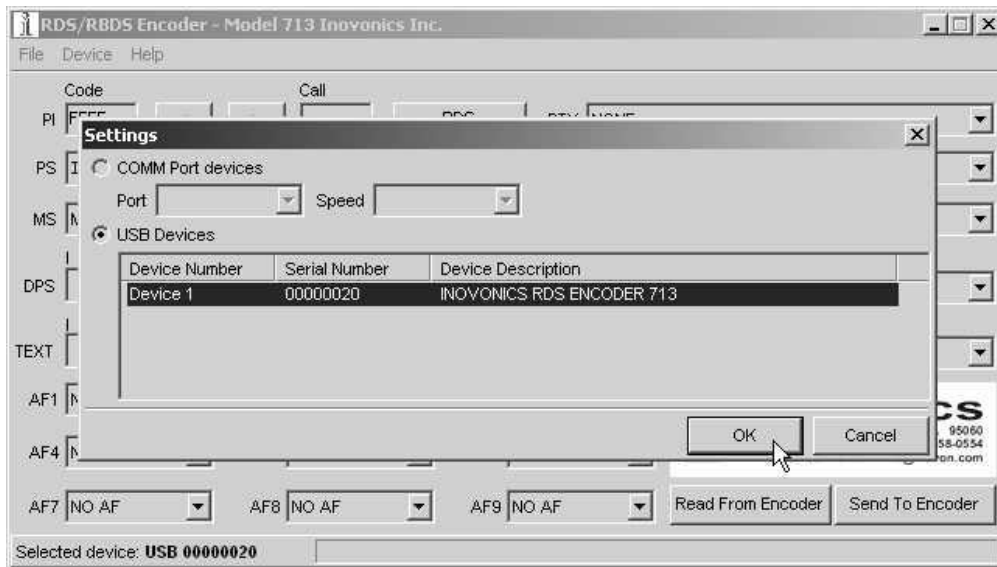 RDS/RBDS Encoder - Model 713 Inovonics Inc.
File Device Help
Code Call
PI
Settings
PS COMM Port devices
Port Speed
MS USB Devices
Device Number Serial Number Device Description
DPS Device 1 00000020 INOVONICS RDS ENCODER 713
TEXT
AF1
OK Cancel
95060
AF4 58-0554
AF7 NO AF AF8 NO AF AF9 NO AF Read From Encoder Send To Encoder
Selected device: USB 00000020